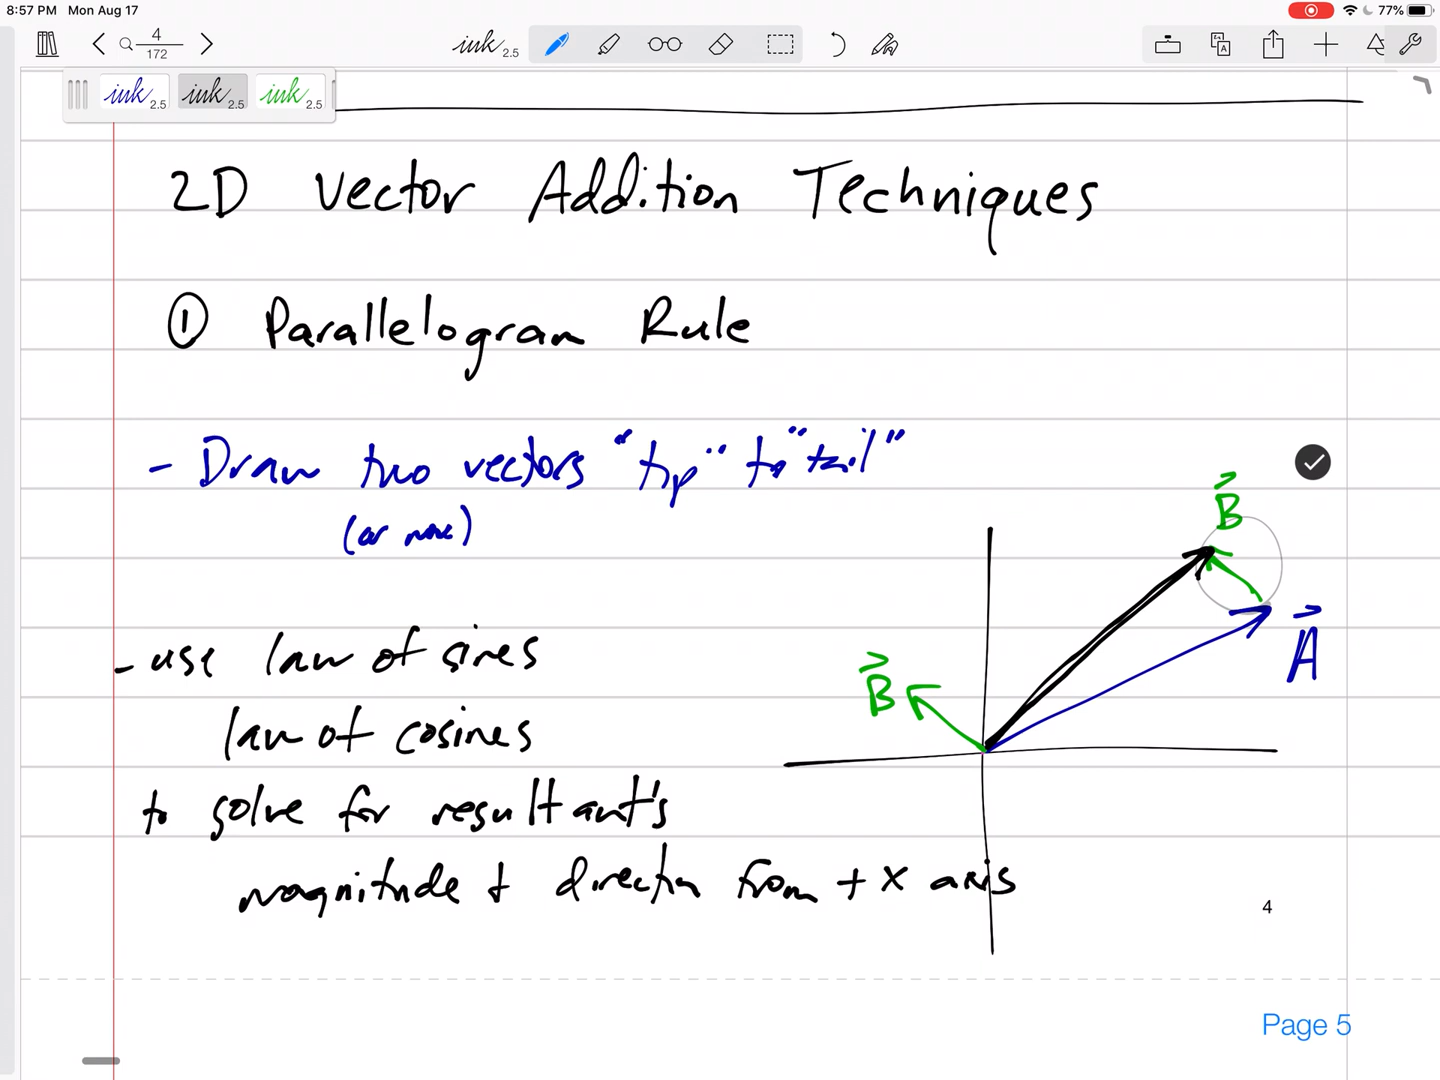 8:57 PM Mon Aug 17
77%
4
172
ink 2.5
ink 2.5 ink 2.5 ink 2.5
2D Vector Addition Techniques
① Parallelogram Rule
- Draw two vectors "tip" to "tail"
(or more)
B⃗
A⃗
B⃗
- use law of sines
law of cosines
to solve for resultant's
magnitude + direction from + x axis
4
Page 5